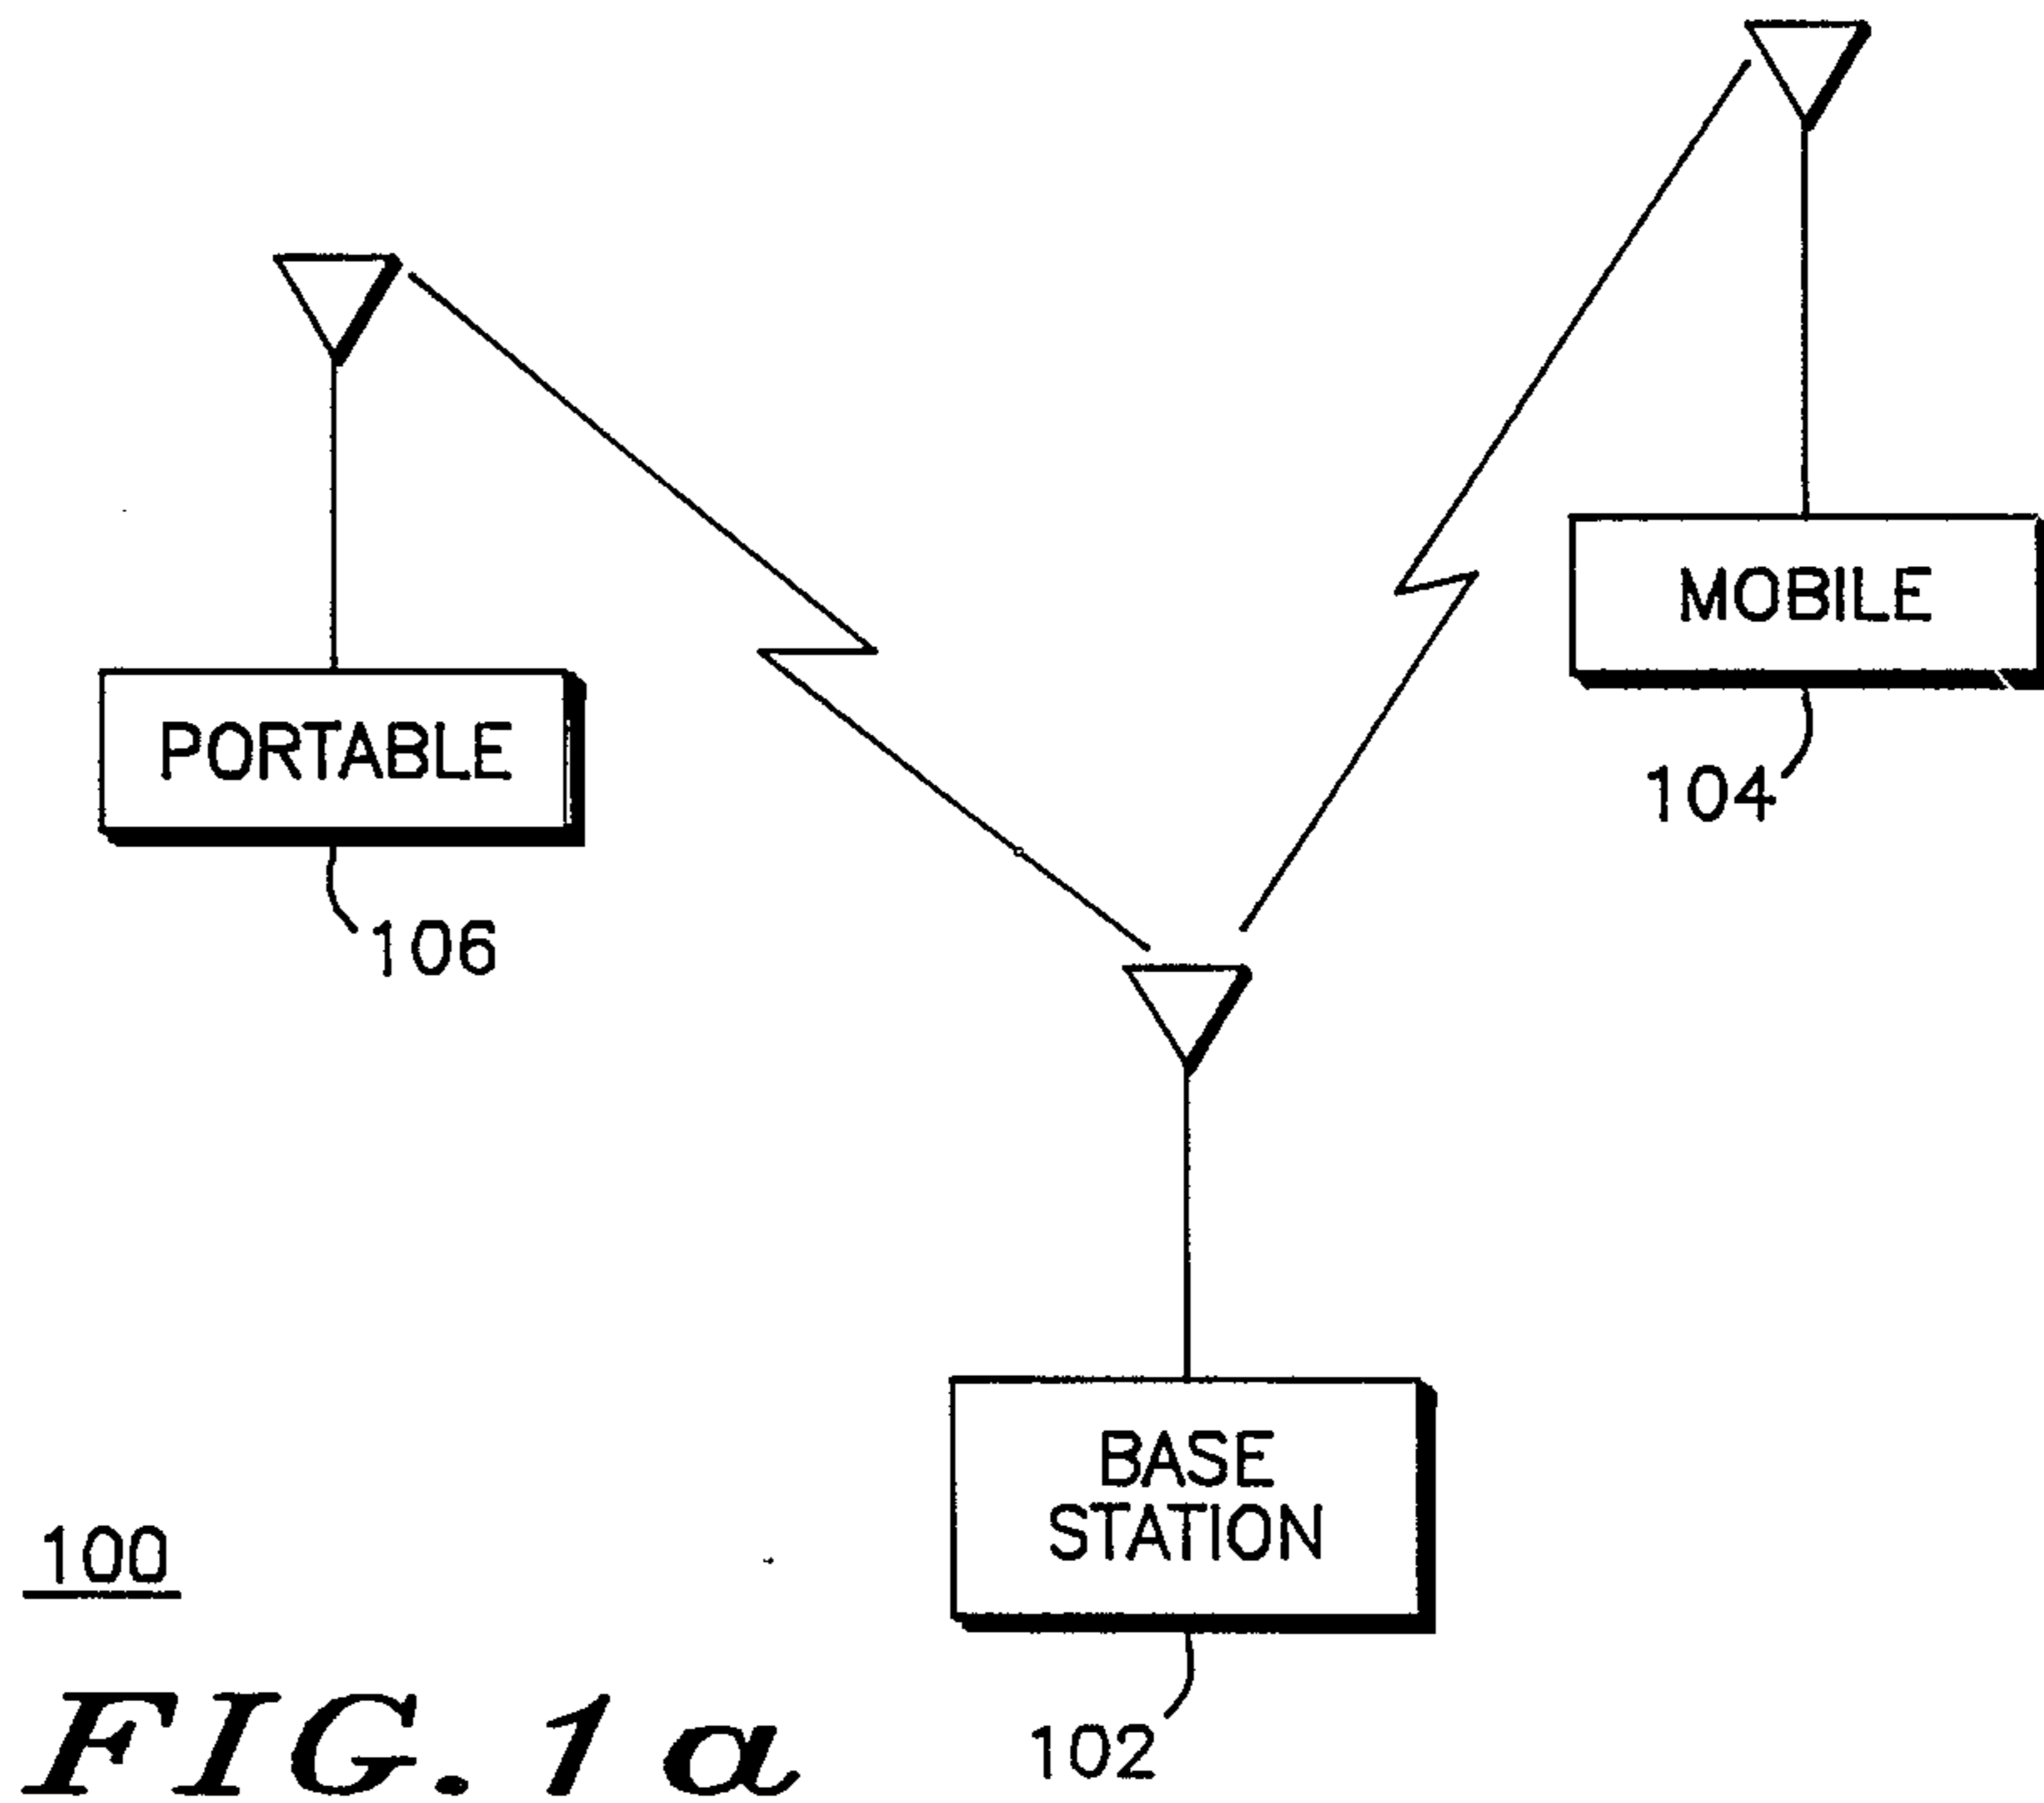 MOBILE
104
PORTABLE
106
BASE
STATION
102
100
FIG. 1a